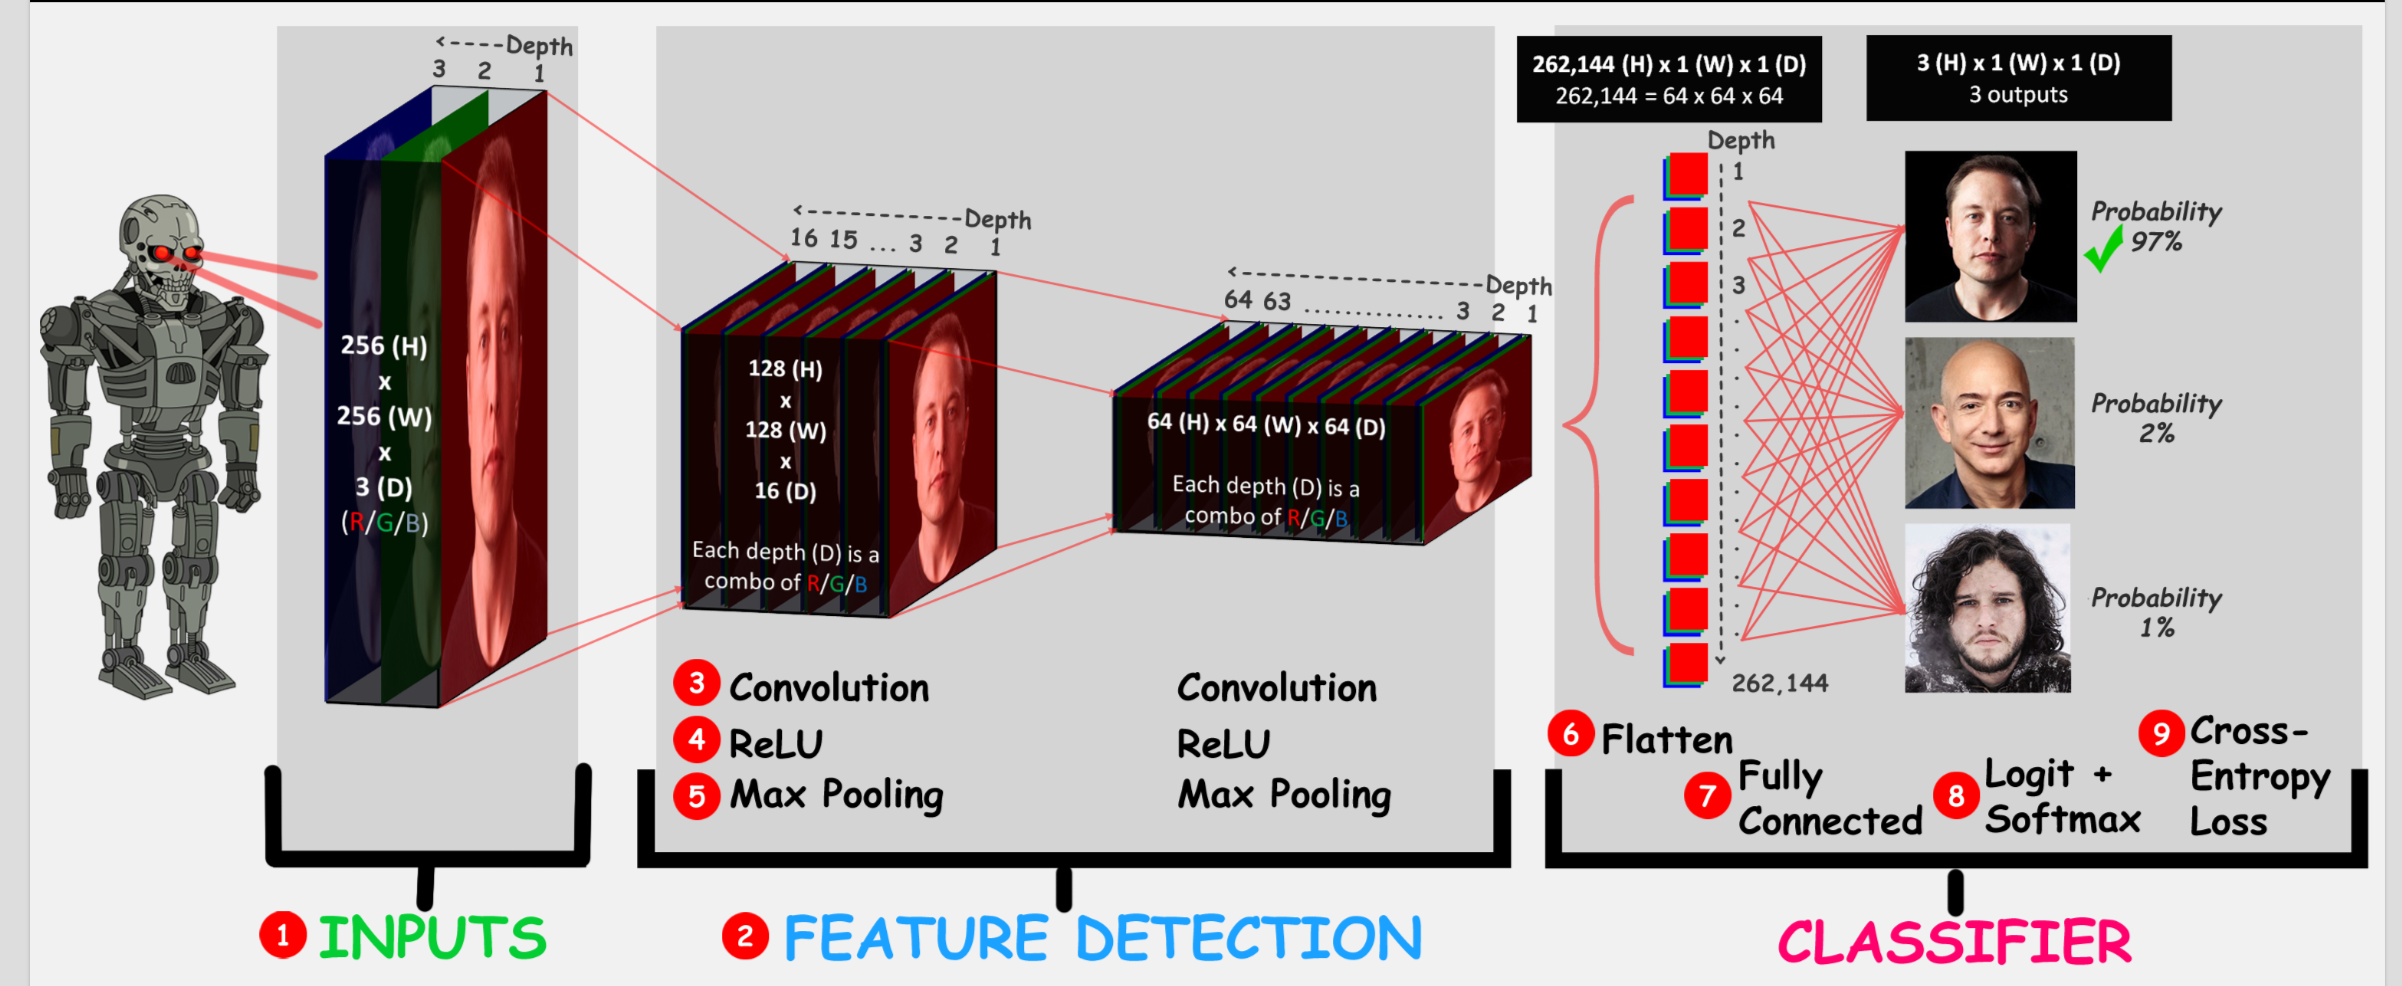 <----Depth
3 2 1
256 (H)
x
256 (W)
x
3 (D)
(R/G/B)
<-----------Depth
16 15 ... 3 2 1
128 (H)
x
128 (W)
x
16 (D)
Each depth (D) is a
combo of R/G/B
<-----------------Depth
64 63 .............. 3 2 1
64 (H) x 64 (W) x 64 (D)
Each depth (D) is a
combo of R/G/B
262,144 (H) x 1 (W) x 1 (D)
262,144 = 64 x 64 x 64
3 (H) x 1 (W) x 1 (D)
3 outputs
Depth
1
2
3
.
.
.
.
.
.
.
262,144
Probability
97%
Probability
2%
Probability
1%
3 Convolution
4 ReLU
5 Max Pooling
Convolution
ReLU
Max Pooling
6 Flatten
7 Fully
Connected
8 Logit +
Softmax
9 Cross-
Entropy
Loss
1 INPUTS
2 FEATURE DETECTION
CLASSIFIER